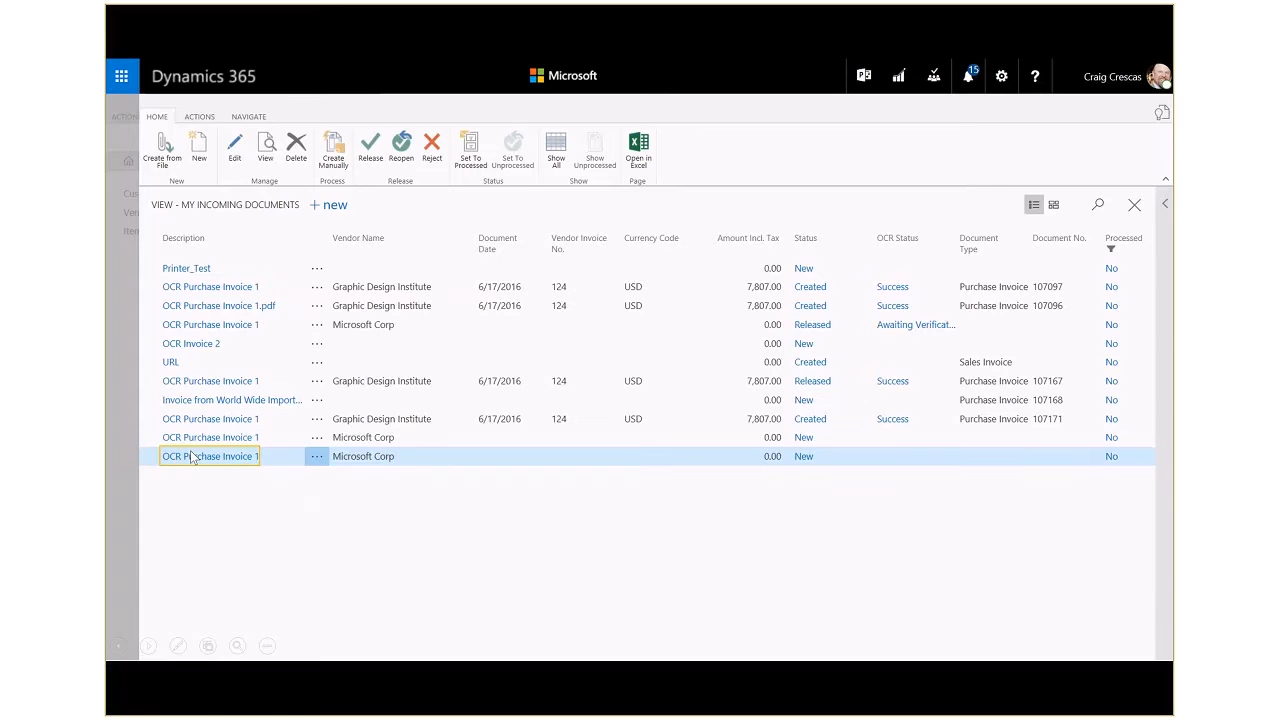 Dynamics 365
Microsoft
15
Craig Crescas
ACTIONS HOME ACTIONS NAVIGATE
Create from File
New
Edit
View
Delete
Create Manually
Release
Reopen
Reject
Set To Processed
Set To Unprocessed
Show All
Show Unprocessed
Open in Excel
New Manage Process Release Status Show Page
VIEW - MY INCOMING DOCUMENTS + new
Cus
Ven
Item
Description Vendor Name Document Date Vendor Invoice No. Currency Code Amount Incl. Tax Status OCR Status Document Type Document No. Processed
Printer_Test ... 0.00 New No
OCR Purchase Invoice 1 ... Graphic Design Institute 6/17/2016 124 USD 7,807.00 Created Success Purchase Invoice 107097 No
OCR Purchase Invoice 1.pdf ... Graphic Design Institute 6/17/2016 124 USD 7,807.00 Created Success Purchase Invoice 107096 No
OCR Purchase Invoice 1 ... Microsoft Corp 0.00 Released Awaiting Verificat... No
OCR Invoice 2 ... 0.00 New No
URL ... 0.00 Created Sales Invoice No
OCR Purchase Invoice 1 ... Graphic Design Institute 6/17/2016 124 USD 7,807.00 Released Success Purchase Invoice 107167 No
Invoice from World Wide Import... ... 0.00 New Purchase Invoice 107168 No
OCR Purchase Invoice 1 ... Graphic Design Institute 6/17/2016 124 USD 7,807.00 Created Success Purchase Invoice 107171 No
OCR Purchase Invoice 1 ... Microsoft Corp 0.00 New No
OCR Purchase Invoice 1 ... Microsoft Corp 0.00 New No